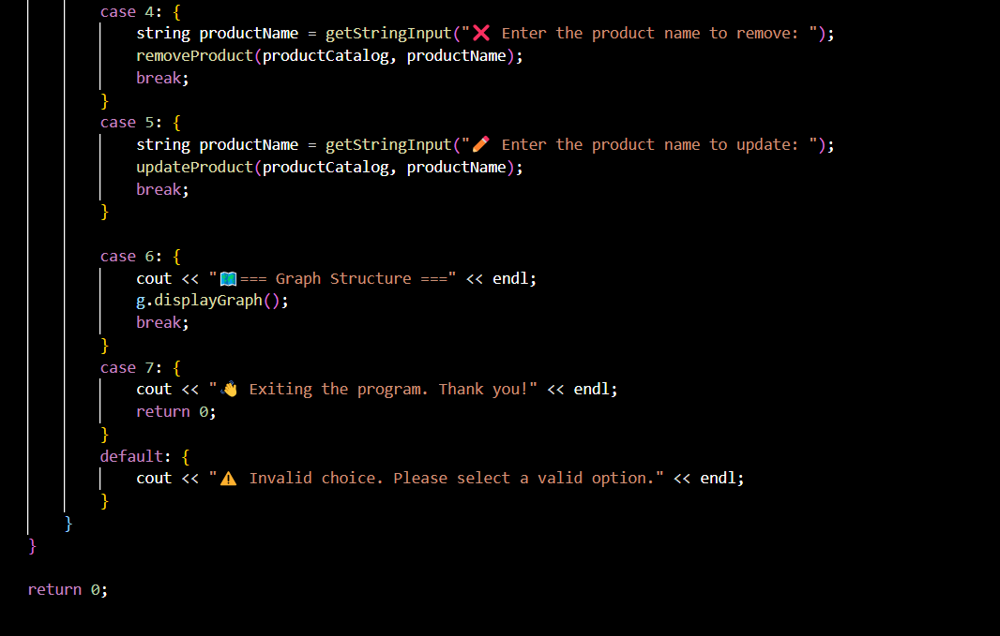 case 4: {
string productName = getStringInput("❌ Enter the product name to remove: ");
removeProduct(productCatalog, productName);
break;
}
case 5: {
string productName = getStringInput("✏️ Enter the product name to update: ");
updateProduct(productCatalog, productName);
break;
}
case 6: {
cout << "🗺️=== Graph Structure ===" << endl;
g.displayGraph();
break;
}
case 7: {
cout << "👋 Exiting the program. Thank you!" << endl;
return 0;
}
default: {
cout << "⚠️ Invalid choice. Please select a valid option." << endl;
}
}
}
return 0;